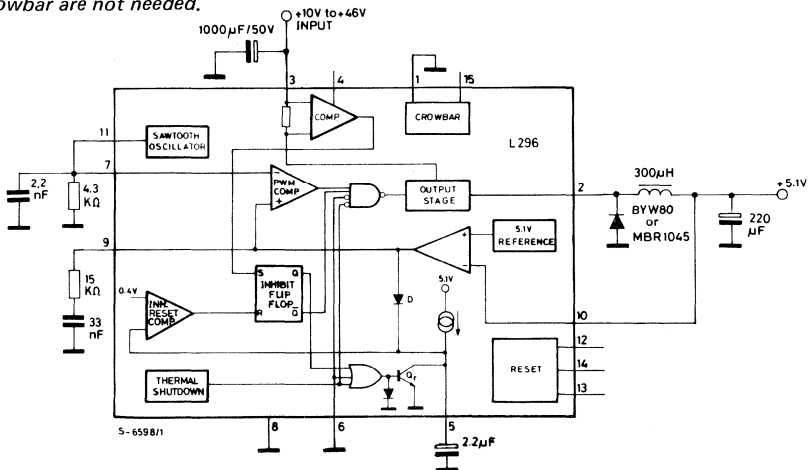 owbar are not needed.
+10V to+46V
INPUT
1000µF/50V
3
4
1
15
COMP.
CROWBAR
L296
11
SAWTOOTH
OSCILLATOR
7
2,2
nF
4.3
KΩ
PWM
COMP
OUTPUT
STAGE
2
300µH
+5.1V
BYW80
or
MBR1045
220
µF
9
5.1V
REFERENCE
15
KΩ
33
nF
0.4V
INH.
RESET
COMP.
S
Q
INHIBIT
FLIP
FLOP
R
Q
D
5.1V
10
12
RESET
14
13
THERMAL
SHUTDOWN
Qr
S-6598/1
8
6
5
2.2µF